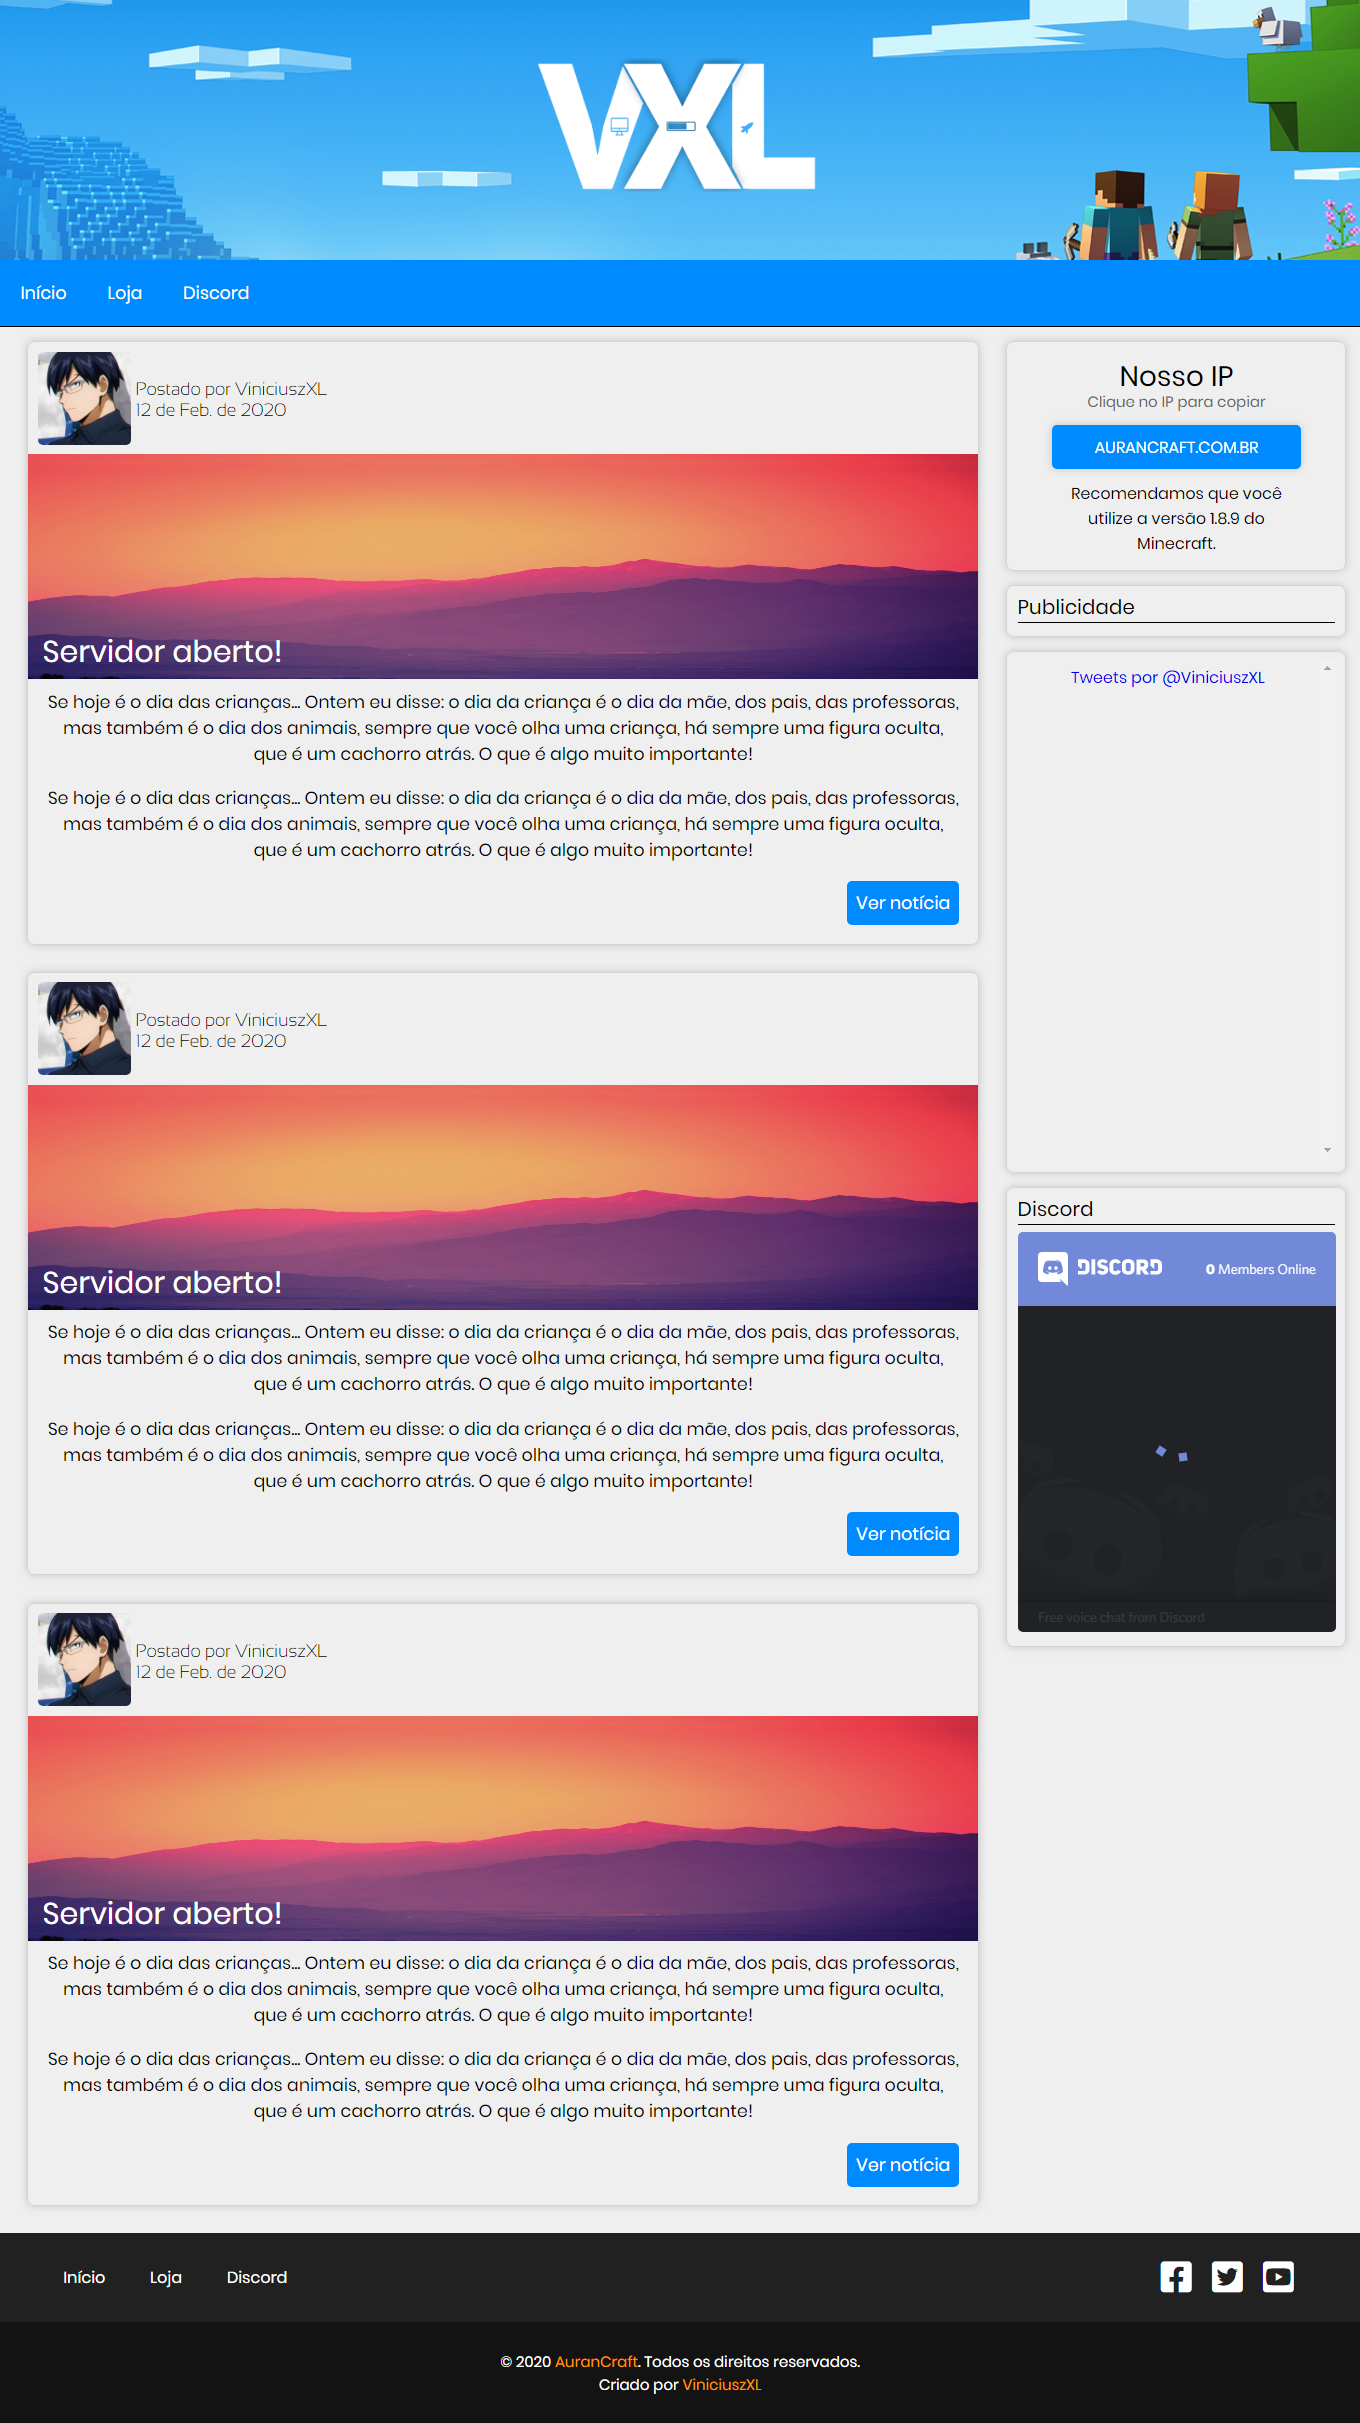 VXL
Início
Loja
Discord
Postado por ViniciuszXL
12 de Feb. de 2020
Servidor aberto!
Se hoje é o dia das crianças... Ontem eu disse: o dia da criança é o dia da mãe, dos pais, das professoras,
mas também é o dia dos animais, sempre que você olha uma criança, há sempre uma figura oculta,
que é um cachorro atrás. O que é algo muito importante!
Se hoje é o dia das crianças... Ontem eu disse: o dia da criança é o dia da mãe, dos pais, das professoras,
mas também é o dia dos animais, sempre que você olha uma criança, há sempre uma figura oculta,
que é um cachorro atrás. O que é algo muito importante!
Ver notícia
Postado por ViniciuszXL
12 de Feb. de 2020
Servidor aberto!
Se hoje é o dia das crianças... Ontem eu disse: o dia da criança é o dia da mãe, dos pais, das professoras,
mas também é o dia dos animais, sempre que você olha uma criança, há sempre uma figura oculta,
que é um cachorro atrás. O que é algo muito importante!
Se hoje é o dia das crianças... Ontem eu disse: o dia da criança é o dia da mãe, dos pais, das professoras,
mas também é o dia dos animais, sempre que você olha uma criança, há sempre uma figura oculta,
que é um cachorro atrás. O que é algo muito importante!
Ver notícia
Postado por ViniciuszXL
12 de Feb. de 2020
Servidor aberto!
Se hoje é o dia das crianças... Ontem eu disse: o dia da criança é o dia da mãe, dos pais, das professoras,
mas também é o dia dos animais, sempre que você olha uma criança, há sempre uma figura oculta,
que é um cachorro atrás. O que é algo muito importante!
Se hoje é o dia das crianças... Ontem eu disse: o dia da criança é o dia da mãe, dos pais, das professoras,
mas também é o dia dos animais, sempre que você olha uma criança, há sempre uma figura oculta,
que é um cachorro atrás. O que é algo muito importante!
Ver notícia
Nosso IP
Clique no IP para copiar
AURANCRAFT.COM.BR
Recomendamos que você
utilize a versão 1.8.9 do
Minecraft.
Publicidade
Tweets por @ViniciuszXL
Discord
DISCORD
0 Members Online
Free voice chat from Discord
Início
Loja
Discord
© 2020 AuranCraft. Todos os direitos reservados.
Criado por ViniciuszXL